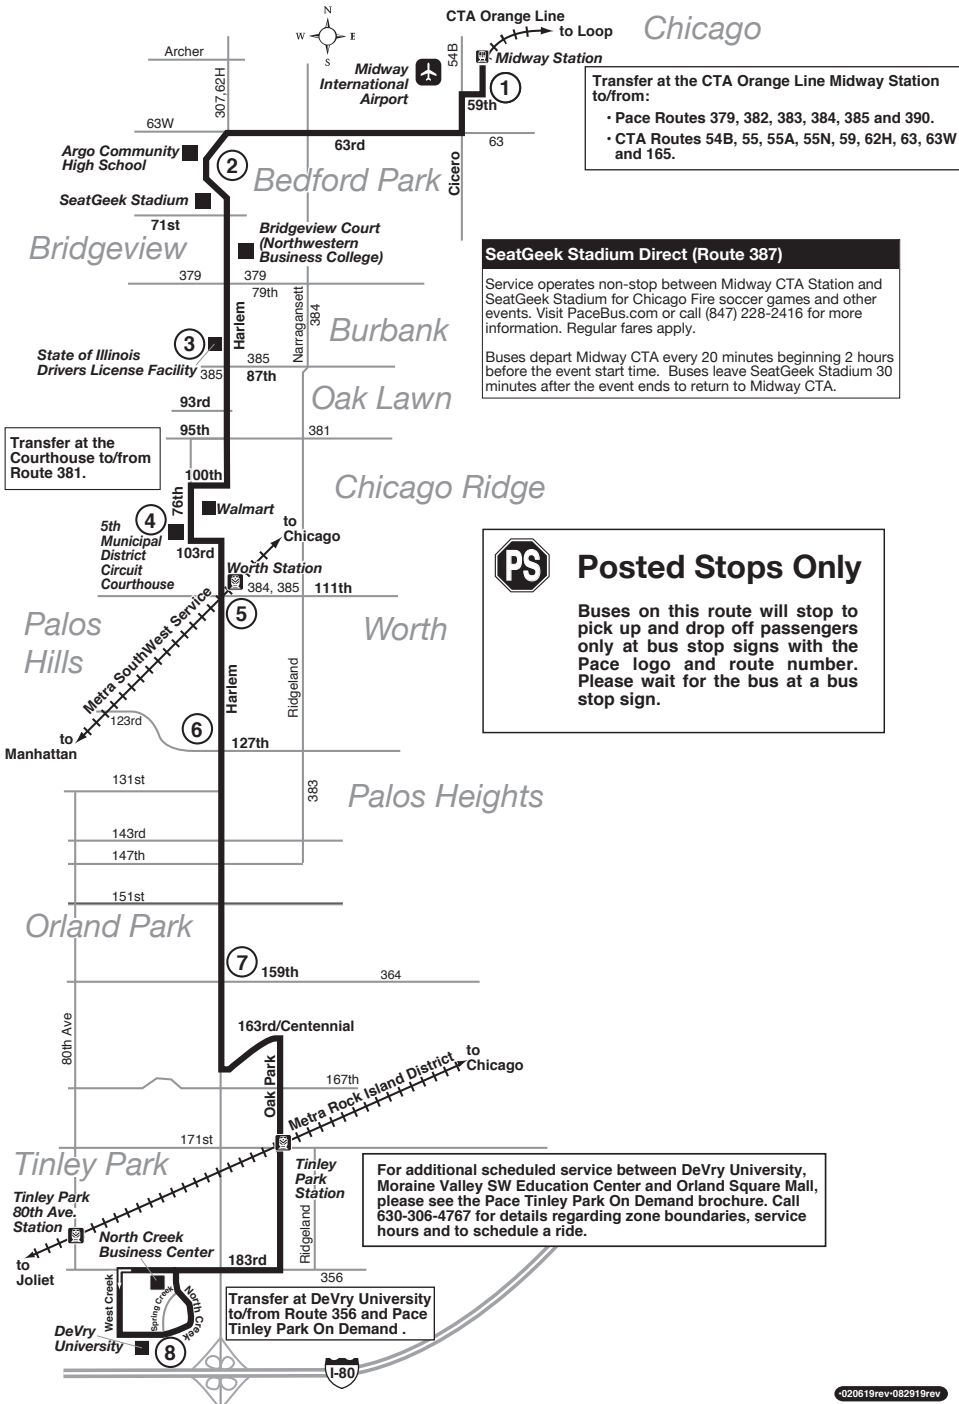 CTA Orange Line
to Loop
Chicago
N
W
E
S
Archer
307,62H
54B
Midway Station
Midway
International
Airport
1
59th
Transfer at the CTA Orange Line Midway Station
to/from:
• Pace Routes 379, 382, 383, 384, 385 and 390.
• CTA Routes 54B, 55, 55A, 55N, 59, 62H, 63, 63W
and 165.
63W
63rd
63
Cicero
Argo Community
High School
2
Bedford Park
SeatGeek Stadium
71st
Bridgeview
Bridgeview Court
(Northwestern
Business College)
SeatGeek Stadium Direct (Route 387)
Service operates non-stop between Midway CTA Station and
SeatGeek Stadium for Chicago Fire soccer games and other
events. Visit PaceBus.com or call (847) 228-2416 for more
information. Regular fares apply.
Buses depart Midway CTA every 20 minutes beginning 2 hours
before the event start time. Buses leave SeatGeek Stadium 30
minutes after the event ends to return to Midway CTA.
379
379
79th
Harlem
Narragansett
384
Burbank
3
State of Illinois
Drivers License Facility
385
385
87th
93rd
Oak Lawn
95th
381
Transfer at the
Courthouse to/from
Route 381.
100th
76th
Chicago Ridge
Walmart
4
5th
Municipal
District
Circuit
Courthouse
103rd
to
Chicago
Worth Station
384, 385
111th
PS
Posted Stops Only
Buses on this route will stop to
pick up and drop off passengers
only at bus stop signs with the
Pace logo and route number.
Please wait for the bus at a bus
stop sign.
5
Palos
Hills
Worth
Metra SouthWest Service
Harlem
Ridgeland
123rd
6
to
Manhattan
127th
131st
383
Palos Heights
143rd
147th
151st
Orland Park
7
159th
364
80th Ave
163rd/Centennial
Oak Park
167th
Metra Rock Island District
to
Chicago
171st
Tinley Park
Tinley
Park
Station
Ridgeland
For additional scheduled service between DeVry University,
Moraine Valley SW Education Center and Orland Square Mall,
please see the Pace Tinley Park On Demand brochure. Call
630-306-4767 for details regarding zone boundaries, service
hours and to schedule a ride.
Tinley Park
80th Ave.
Station
North Creek
Business Center
to
Joliet
183rd
356
West Creek
Spring Creek
North Creek
Transfer at DeVry University
to/from Route 356 and Pace
Tinley Park On Demand .
DeVry
University
8
I-80
•020619rev•082919rev